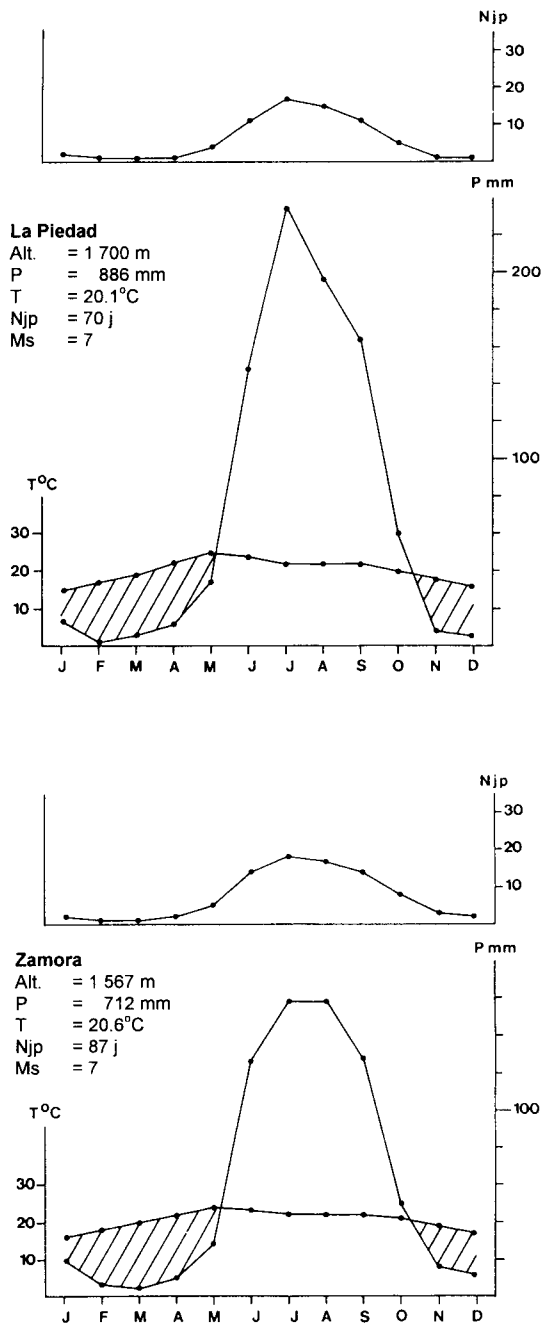 Njp
30
20
10
P mm
La Piedad
Alt. = 1 700 m
P = 886 mm
T = 20.1°C
Njp = 70 j
Ms = 7
200
100
T°C
30
20
10
J F M A M J J A S O N D
Njp
30
20
10
P mm
Zamora
Alt. = 1 567 m
P = 712 mm
T = 20.6°C
Njp = 87 j
Ms = 7
100
T°C
30
20
10
J F M A M J J A S O N D